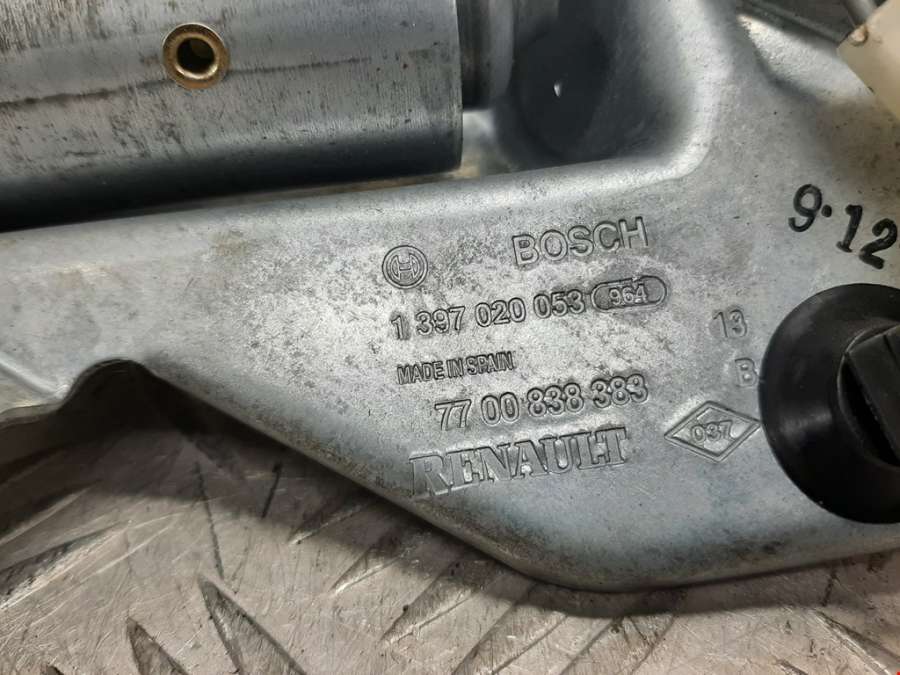 BOSCH
1 397 020 053 964
MADE IN SPAIN
77 00 838 383
RENAULT
037
13
B
9.12